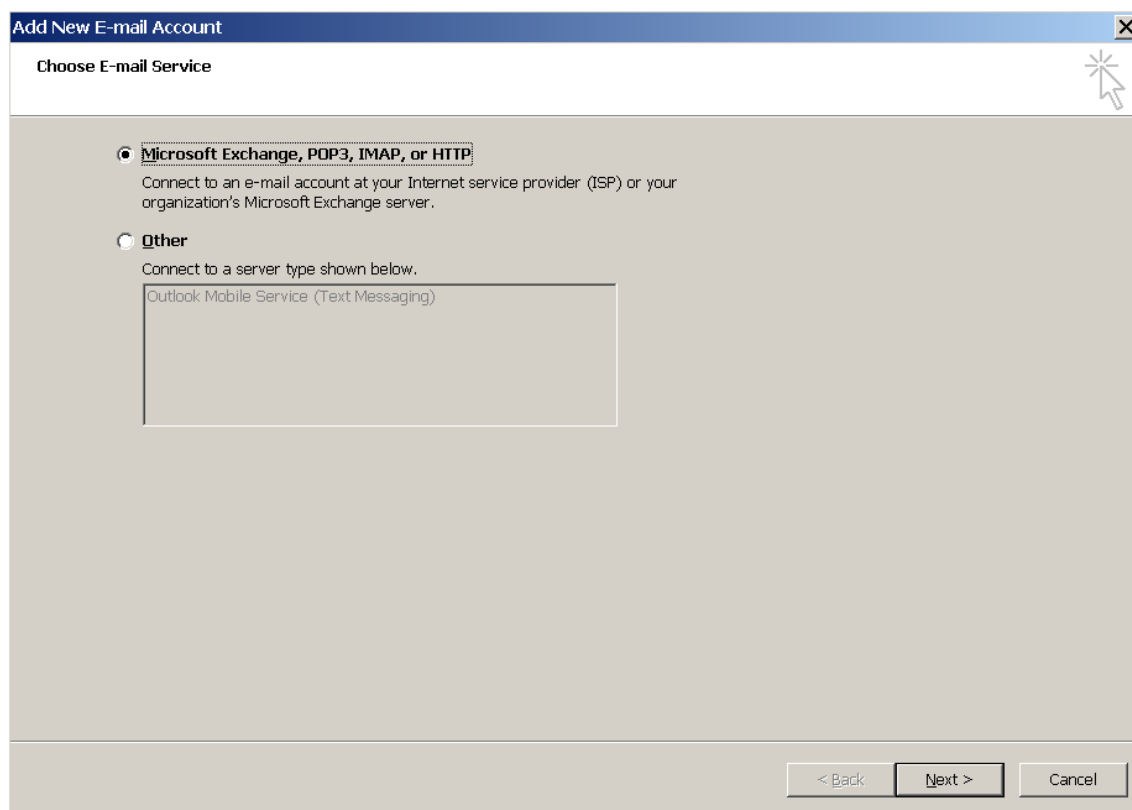 Add New E-mail Account
Choose E-mail Service
Microsoft Exchange, POP3, IMAP, or HTTP
Connect to an e-mail account at your Internet service provider (ISP) or your
organization's Microsoft Exchange server.
Other
Connect to a server type shown below.
Outlook Mobile Service (Text Messaging)
< Back
Next >
Cancel